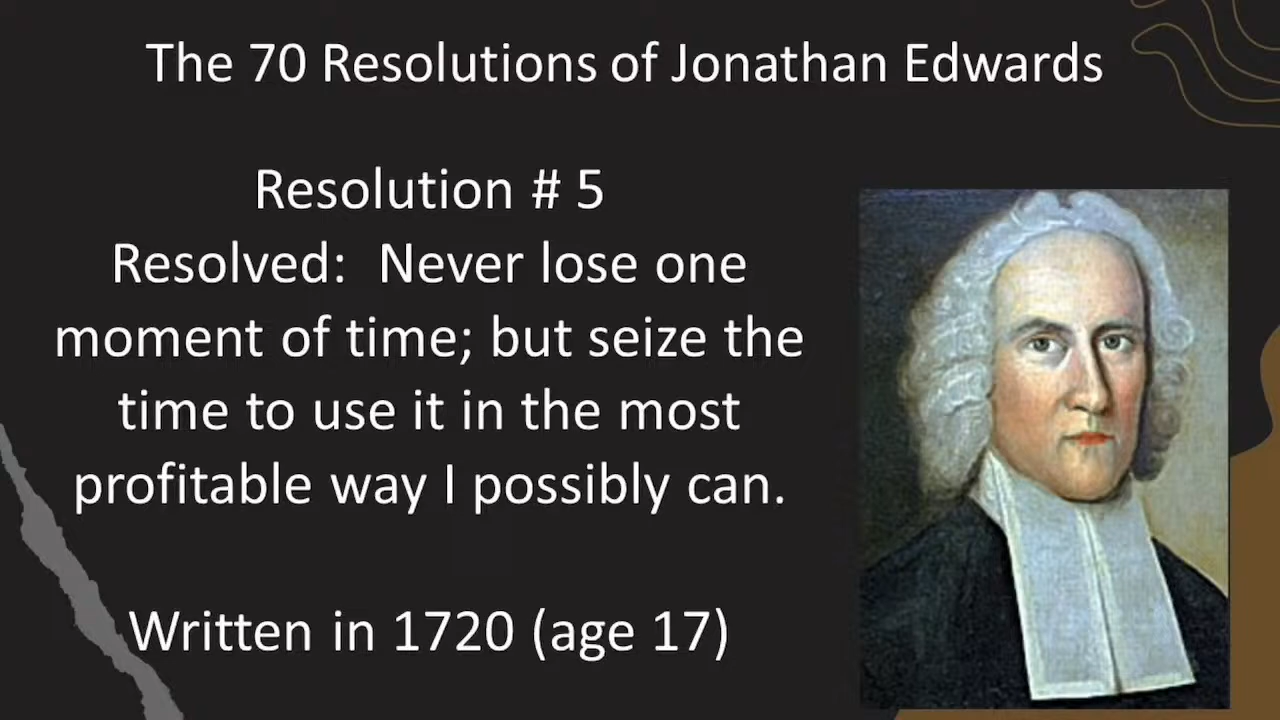 The 70 Resolutions of Jonathan Edwards
Resolution # 5
Resolved:  Never lose one
moment of time; but seize the
time to use it in the most
profitable way I possibly can.
Written in 1720 (age 17)